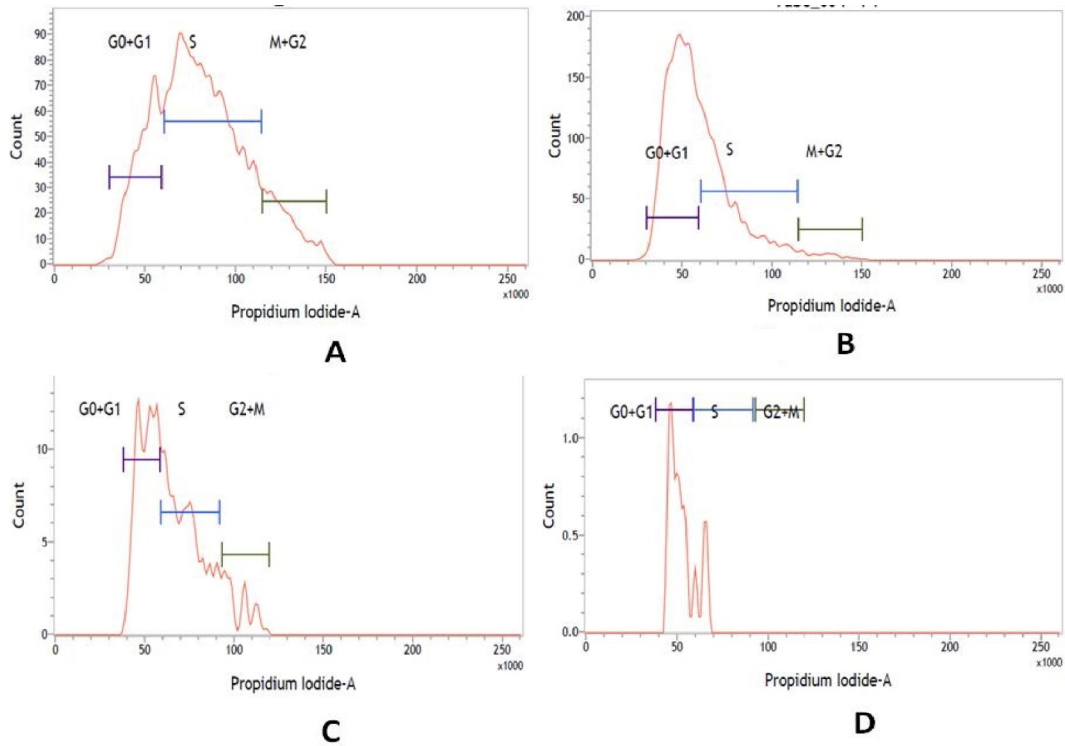 G0+G1 S M+G2
90
80
70
60
50
40
30
20
10
0
Count
0 50 100 150 200 250
x1000
Propidium Iodide-A
A
G0+G1 S M+G2
200
150
100
50
0
Count
0 50 100 150 200 250
x1000
Propidium Iodide-A
B
G0+G1 S G2+M
10
5
0
Count
0 50 100 150 200 250
x1000
Propidium Iodide-A
C
G0+G1 S G2+M
1.0
0.5
0.0
Count
0 50 100 150 200 250
x1000
Propidium Iodide-A
D